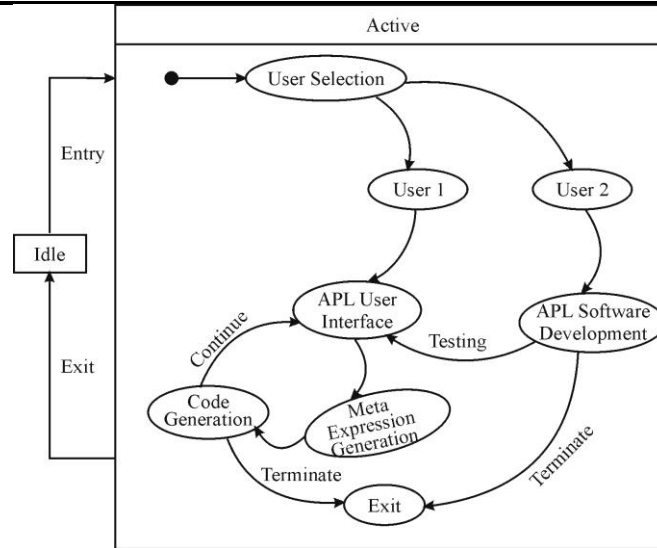 Active
User Selection
Entry
User 1
User 2
Idle
APL User
Interface
APL Software
Development
Continue
Testing
Exit
Code
Generation
Meta
Expression
Generation
Terminate
Terminate
Exit